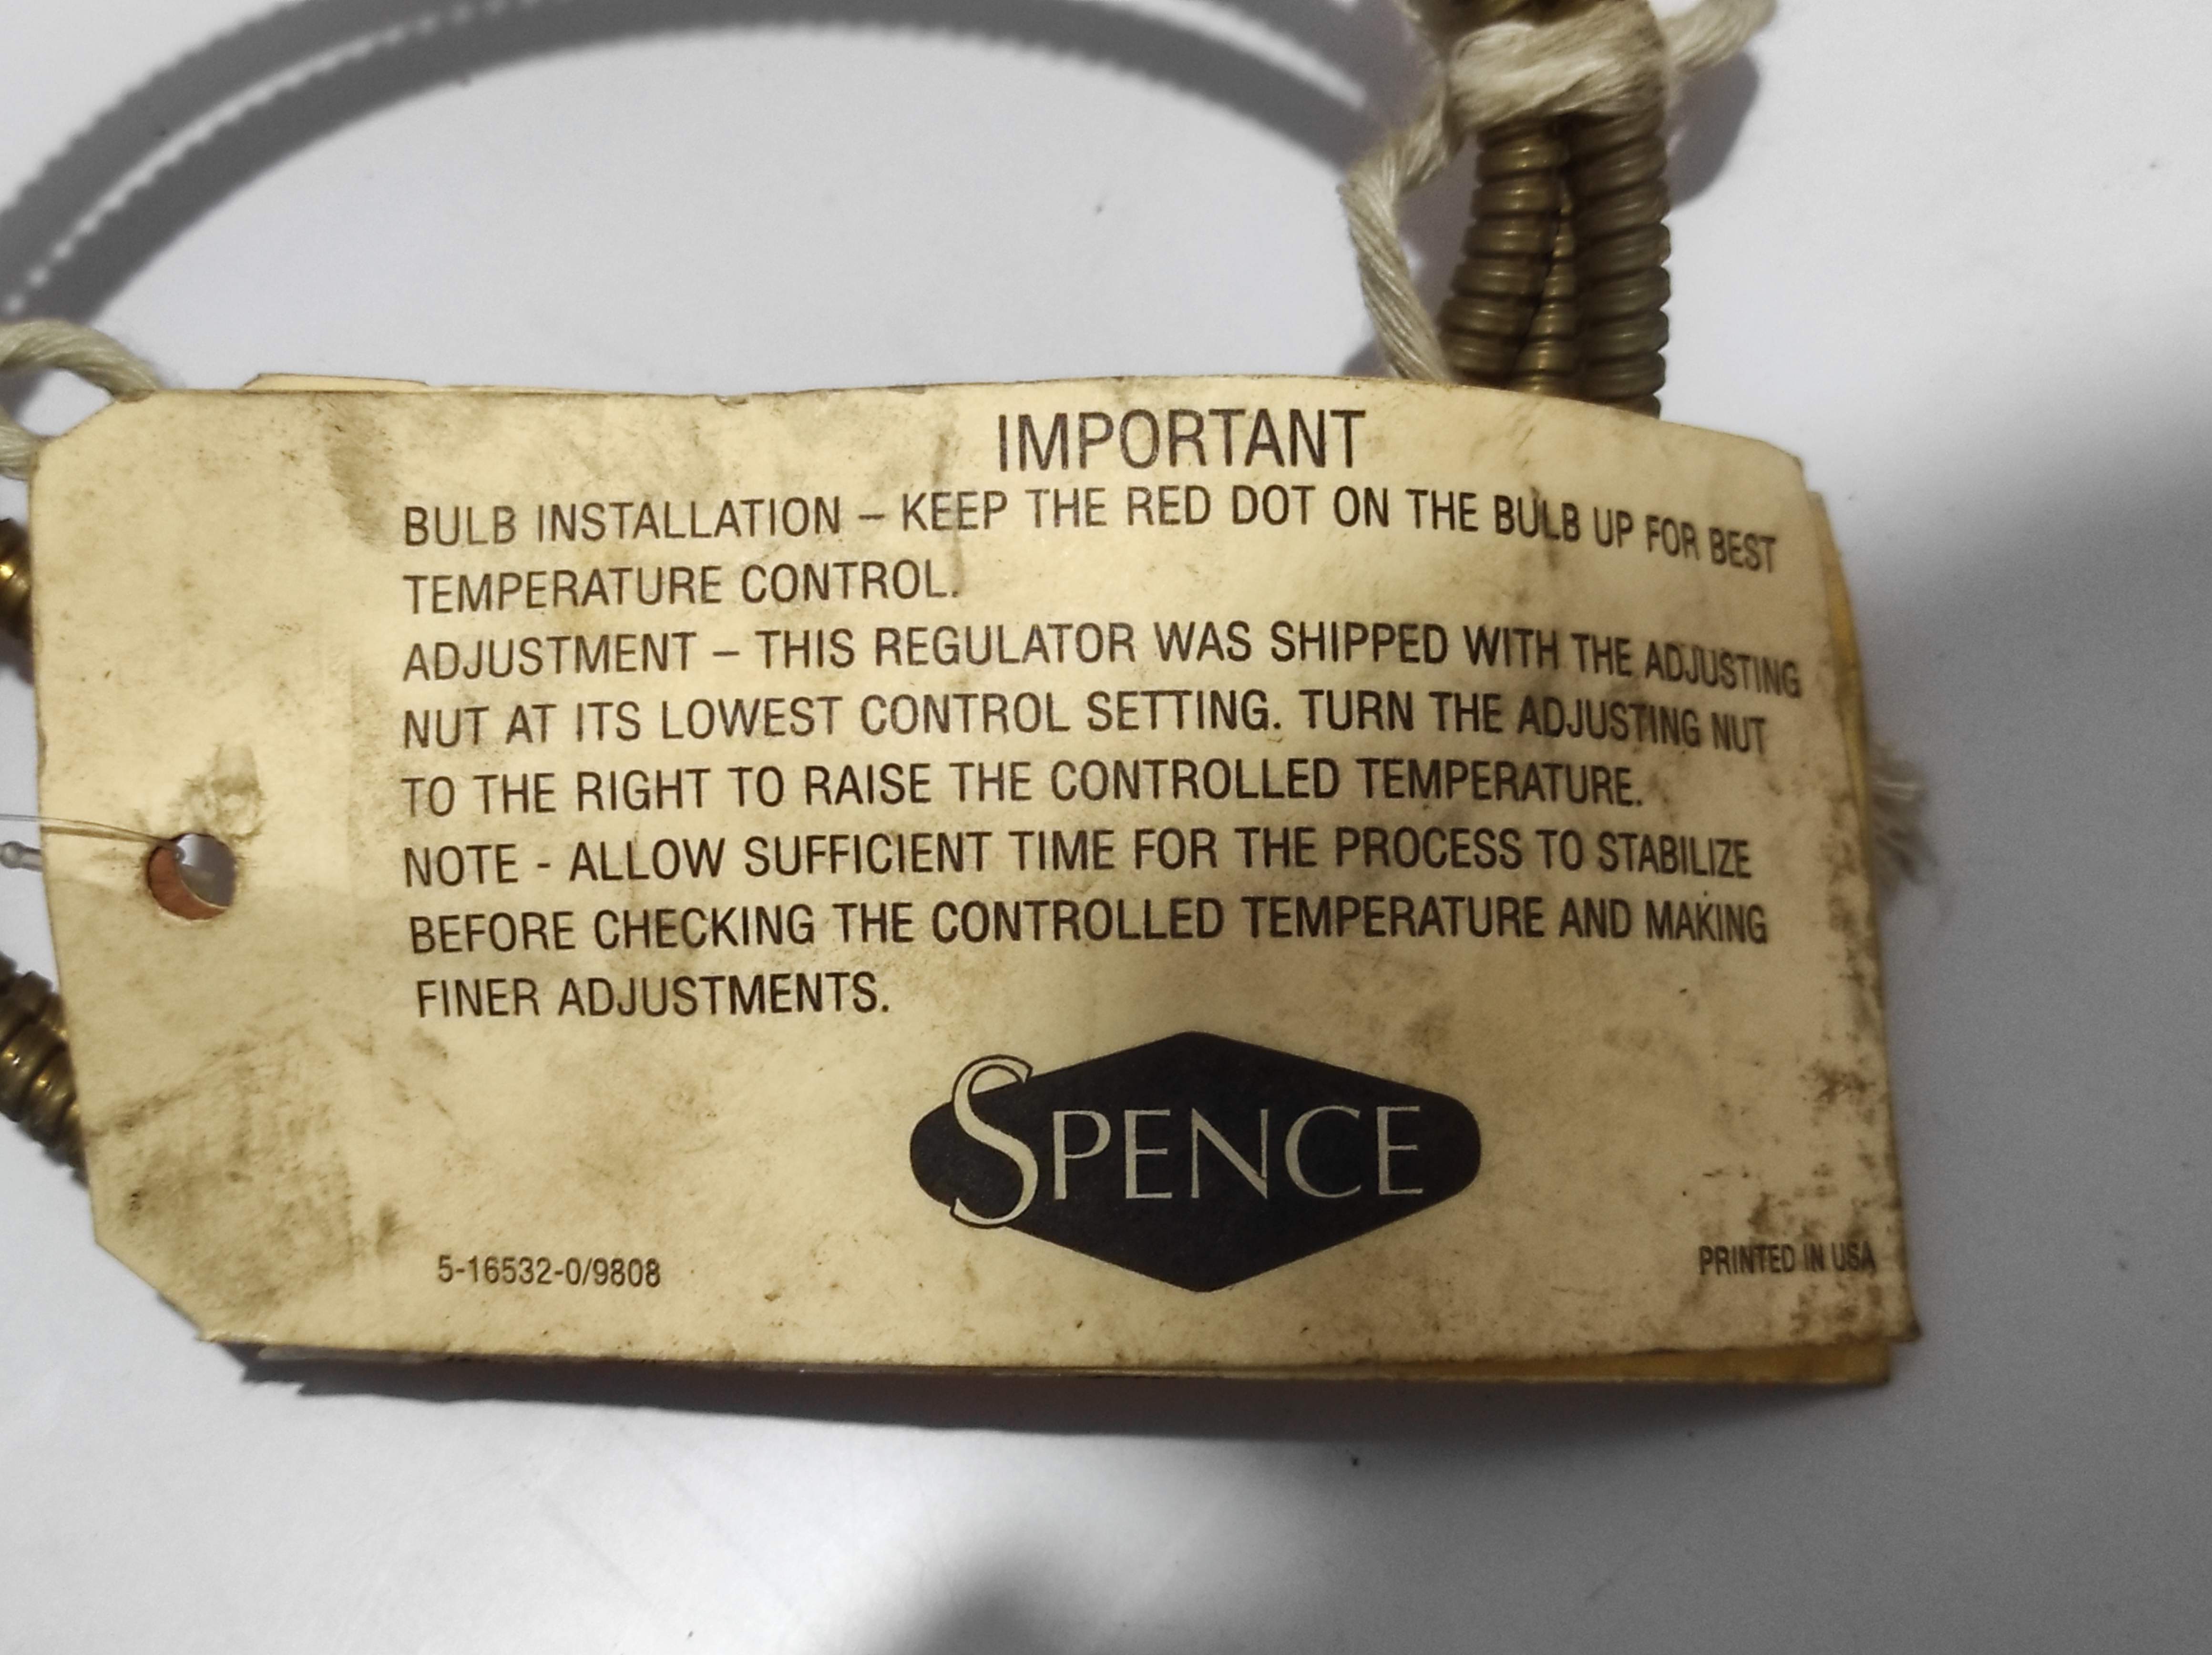 IMPORTANT
BULB INSTALLATION – KEEP THE RED DOT ON THE BULB UP FOR BEST
TEMPERATURE CONTROL.
ADJUSTMENT – THIS REGULATOR WAS SHIPPED WITH THE ADJUSTING
NUT AT ITS LOWEST CONTROL SETTING. TURN THE ADJUSTING NUT
TO THE RIGHT TO RAISE THE CONTROLLED TEMPERATURE.
NOTE - ALLOW SUFFICIENT TIME FOR THE PROCESS TO STABILIZE
BEFORE CHECKING THE CONTROLLED TEMPERATURE AND MAKING
FINER ADJUSTMENTS.
SPENCE
5-16532-0/9808
PRINTED IN USA